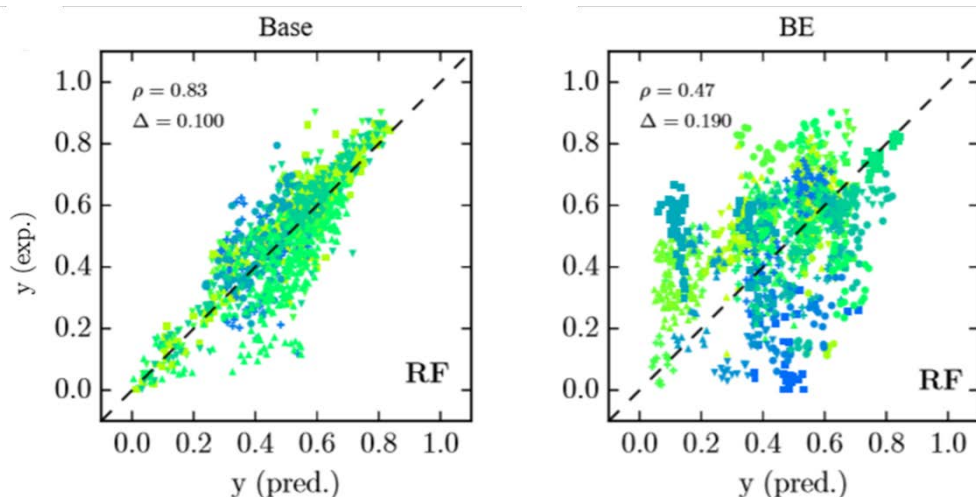 Base
ρ = 0.83
Δ = 0.100
RF
1.0
0.8
0.6
0.4
0.2
0.0
0.0 0.2 0.4 0.6 0.8 1.0
y (exp.)
y (pred.)
BE
ρ = 0.47
Δ = 0.190
RF
1.0
0.8
0.6
0.4
0.2
0.0
0.0 0.2 0.4 0.6 0.8 1.0
y (pred.)